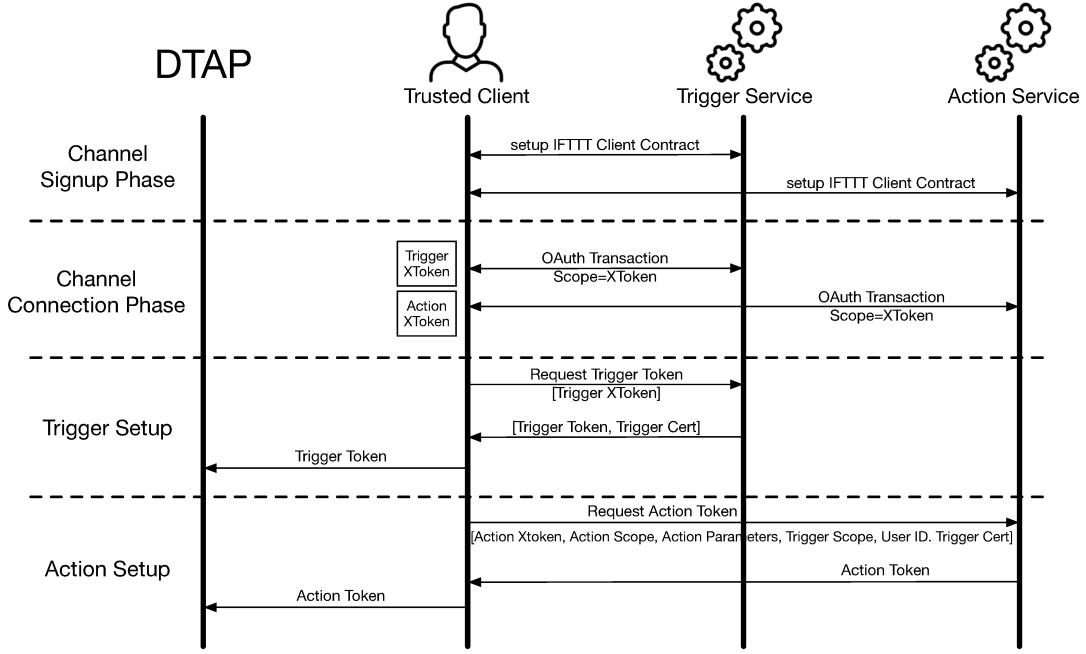 DTAP
Trusted Client
Trigger Service
Action Service
Channel
Signup Phase
setup IFTTT Client Contract
setup IFTTT Client Contract
Channel
Connection Phase
Trigger
XToken
Action
XToken
OAuth Transaction
Scope=XToken
OAuth Transaction
Scope=XToken
Trigger Setup
Request Trigger Token
[Trigger XToken]
[Trigger Token, Trigger Cert]
Trigger Token
Action Setup
Request Action Token
[Action Xtoken, Action Scope, Action Parameters, Trigger Scope, User ID. Trigger Cert]
Action Token
Action Token